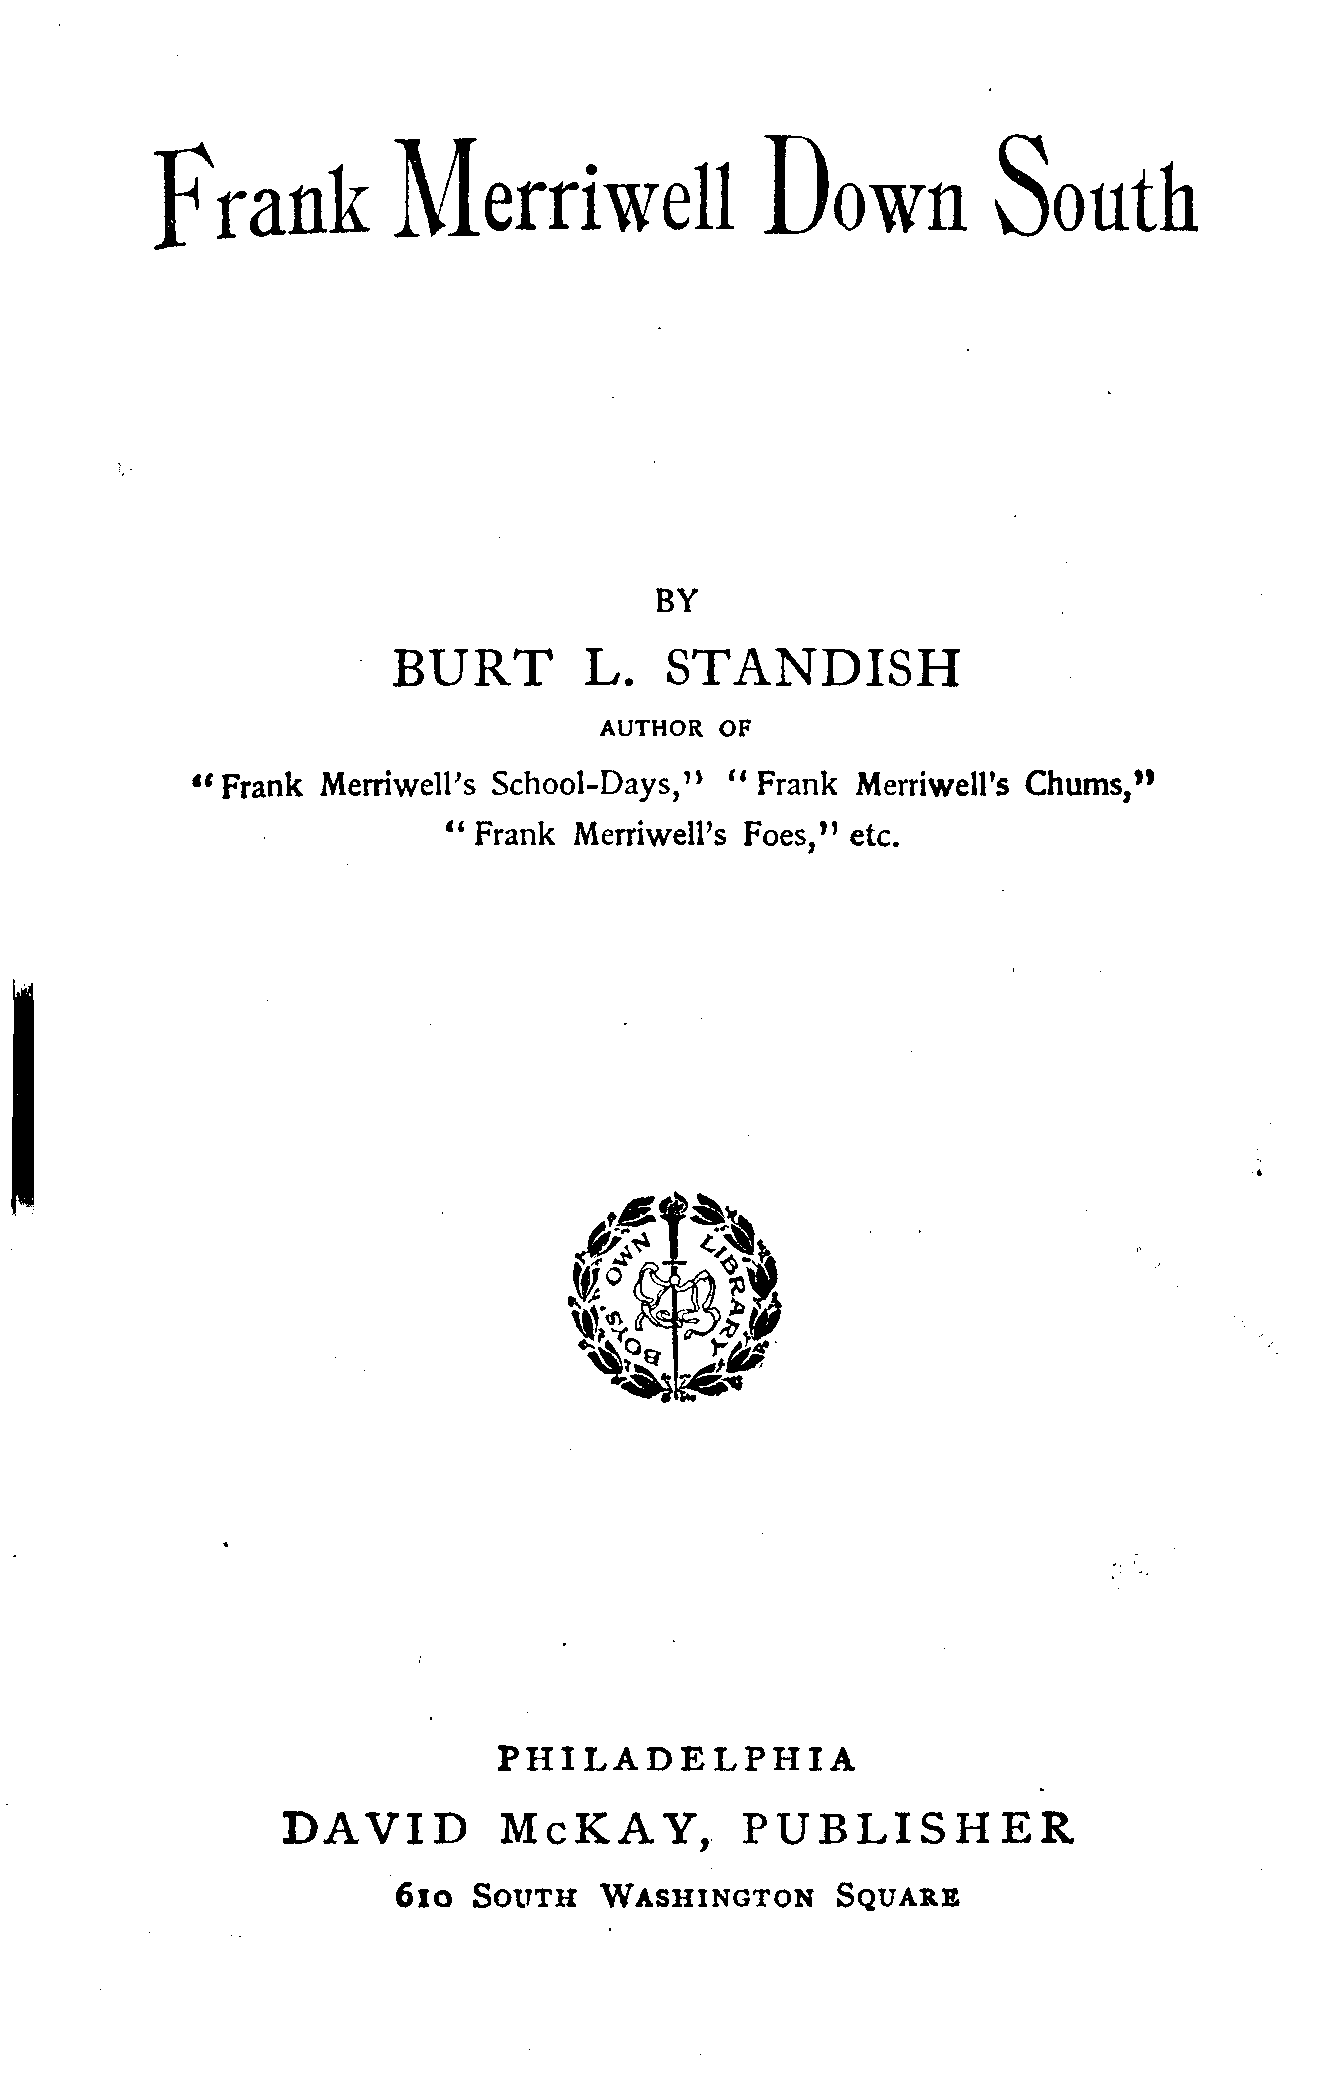 Frank Merriwell Down South
BY
BURT L. STANDISH
AUTHOR OF
“Frank Merriwell's School-Days,” “Frank Merriwell's Chums,”
“Frank Merriwell's Foes,” etc.
BOYS' OWN LIBRARY
PHILADELPHIA
DAVID McKAY, PUBLISHER
610 SOUTH WASHINGTON SQUARE